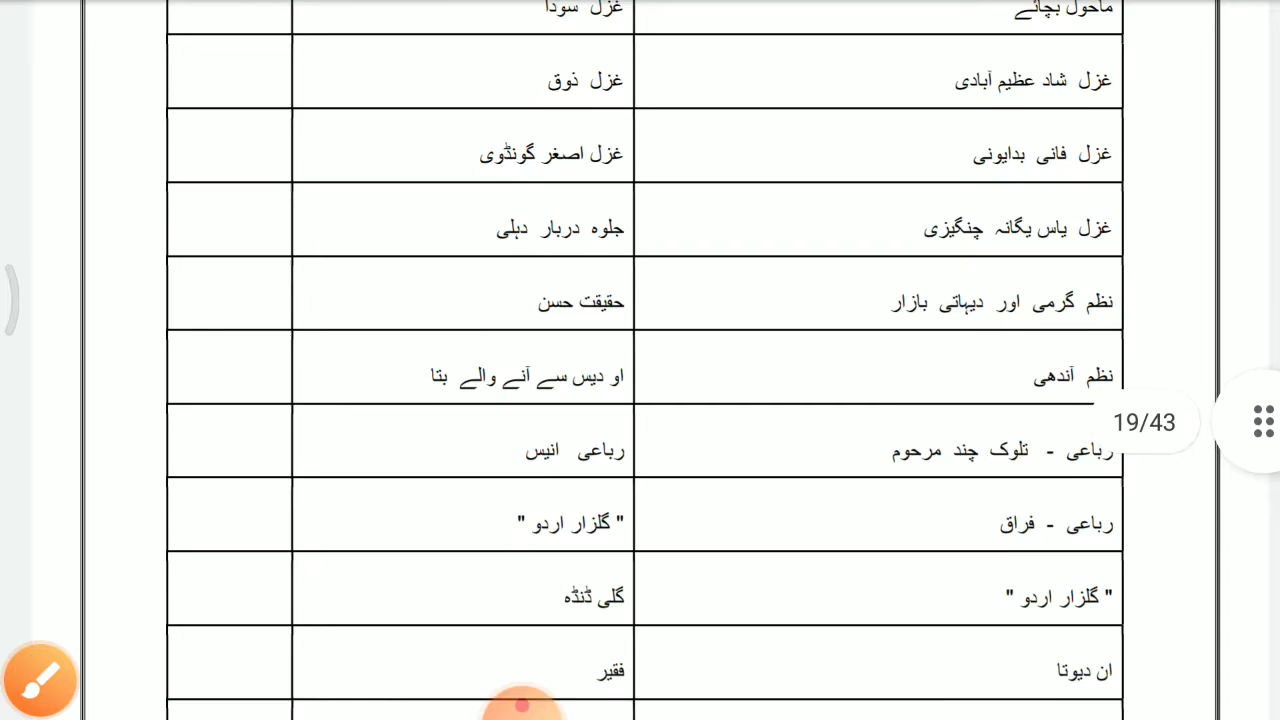 ماحول بچائے
غزل سودا
غزل شاد عظیم آبادی
غزل ذوق
غزل فانی بدایونی
غزل اصغر گونڈوی
غزل یاس یگانہ چنگیزی
جلوہ دربار دہلی
نظم گرمی اور دیہاتی بازار
حقیقت حسن
نظم آندھی
او دیس سے آنے والے بتا
رباعی - تلوک چند مرحوم
رباعی انیس
رباعی - فراق
" گلزار اردو "
" گلزار اردو "
گلی ڈنڈہ
ان دیوتا
فقیر
19/43